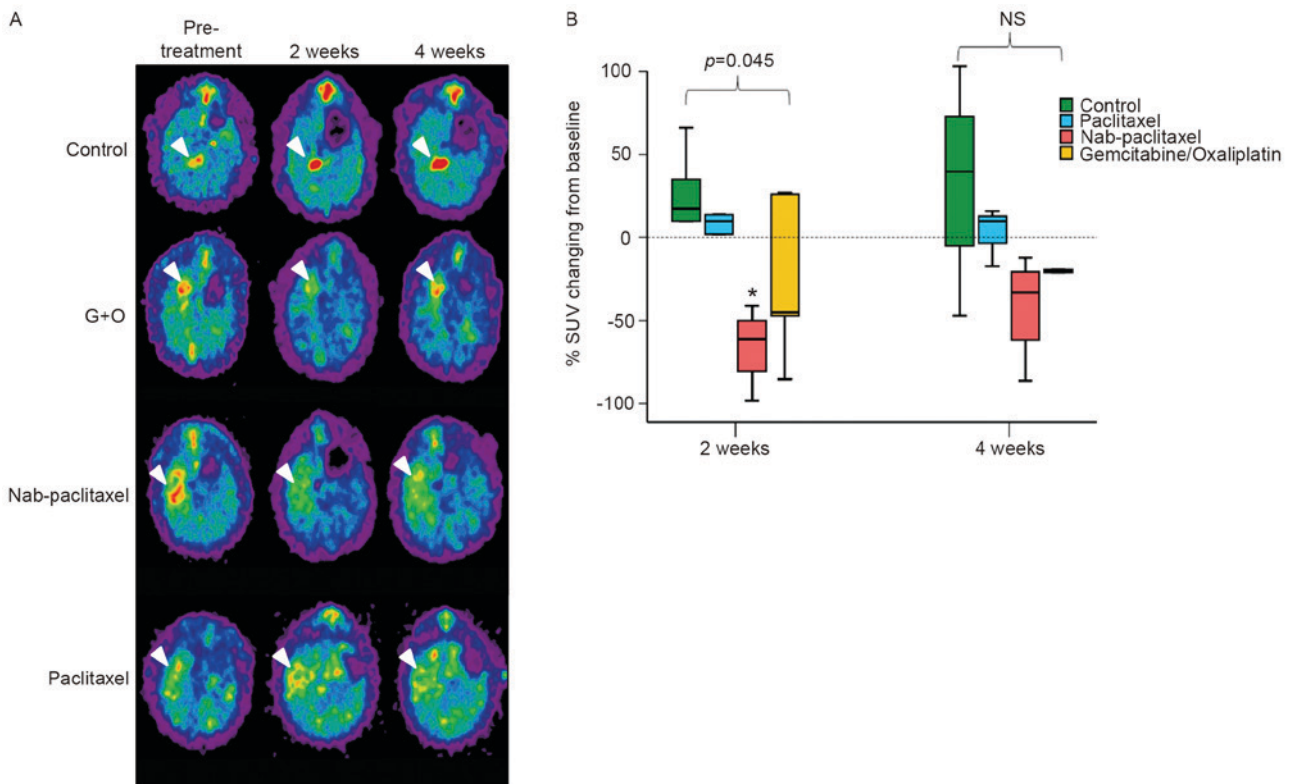 A
Pre-
treatment
2 weeks
4 weeks
Control
G+O
Nab-paclitaxel
Paclitaxel
B
NS
p=0.045
100
50
0
-50
-100
% SUV changing from baseline
*
Control
Paclitaxel
Nab-paclitaxel
Gemcitabine/Oxaliplatin
2 weeks
4 weeks